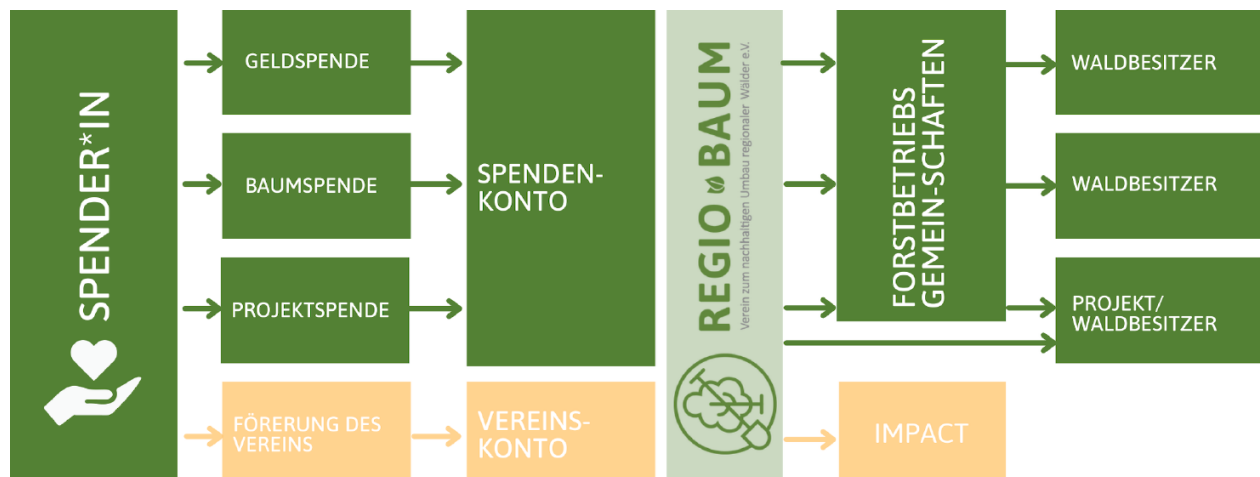 SPENDER*IN
GELDSPENDE
BAUMSPENDE
PROJEKTSPENDE
FÖRERUNG DES
VEREINS
SPENDEN-
KONTO
VEREINS-
KONTO
REGIO BAUM
Verein zum nachhaltigen Umbau regionaler Wälder e.V.
FORSTBETRIEBS
GEMEIN-SCHAFTEN
IMPACT
WALDBESITZER
WALDBESITZER
PROJEKT/
WALDBESITZER